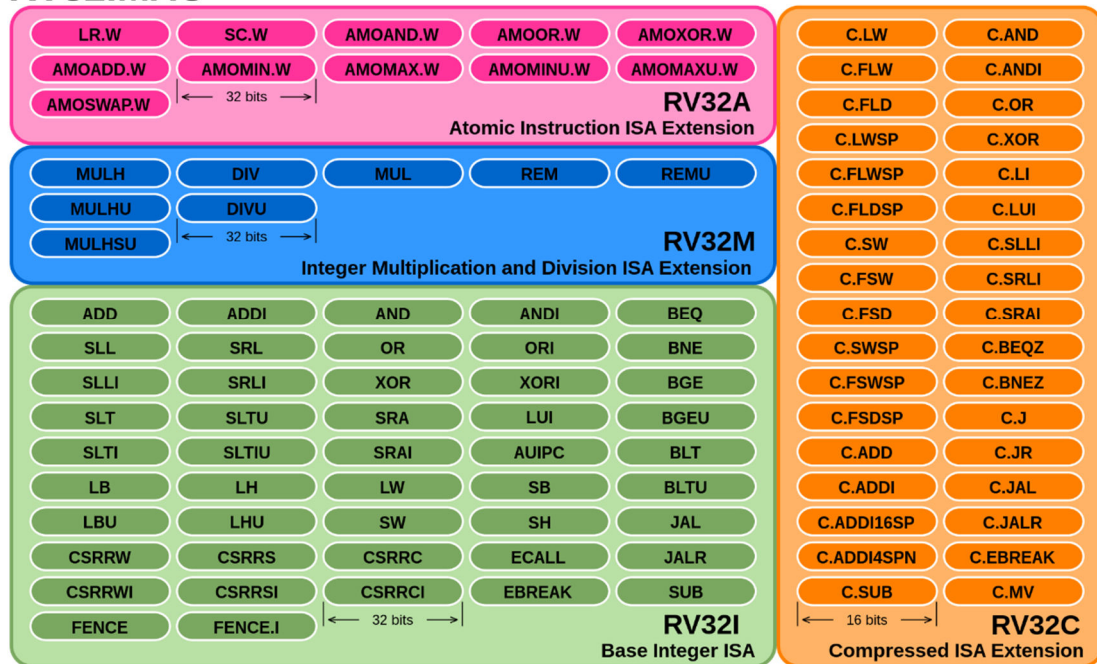 LR.W SC.W AMOAND.W AMOOR.W AMOXOR.W
AMOADD.W AMOMIN.W AMOMAX.W AMOMINU.W AMOMAXU.W
AMOSWAP.W 32 bits RV32A
Atomic Instruction ISA Extension
MULH DIV MUL REM REMU
MULHU DIVU
MULHSU 32 bits RV32M
Integer Multiplication and Division ISA Extension
ADD ADDI AND ANDI BEQ
SLL SRL OR ORI BNE
SLLI SRLI XOR XORI BGE
SLT SLTU SRA LUI BGEU
SLTI SLTIU SRAI AUIPC BLT
LB LH LW SB BLTU
LBU LHU SW SH JAL
CSRRW CSRRS CSRRC ECALL JALR
CSRRWI CSRRSI CSRRCI EBREAK SUB
FENCE FENCE.I 32 bits RV32I
Base Integer ISA
C.LW C.AND
C.FLW C.ANDI
C.FLD C.OR
C.LWSP C.XOR
C.FLWSP C.LI
C.FLDSP C.LUI
C.SW C.SLLI
C.FSW C.SRLI
C.FSD C.SRAI
C.SWSP C.BEQZ
C.FSWSP C.BNEZ
C.FSDSP C.J
C.ADD C.JR
C.ADDI C.JAL
C.ADDI16SP C.JALR
C.ADDI4SPN C.EBREAK
C.SUB C.MV
16 bits RV32C
Compressed ISA Extension